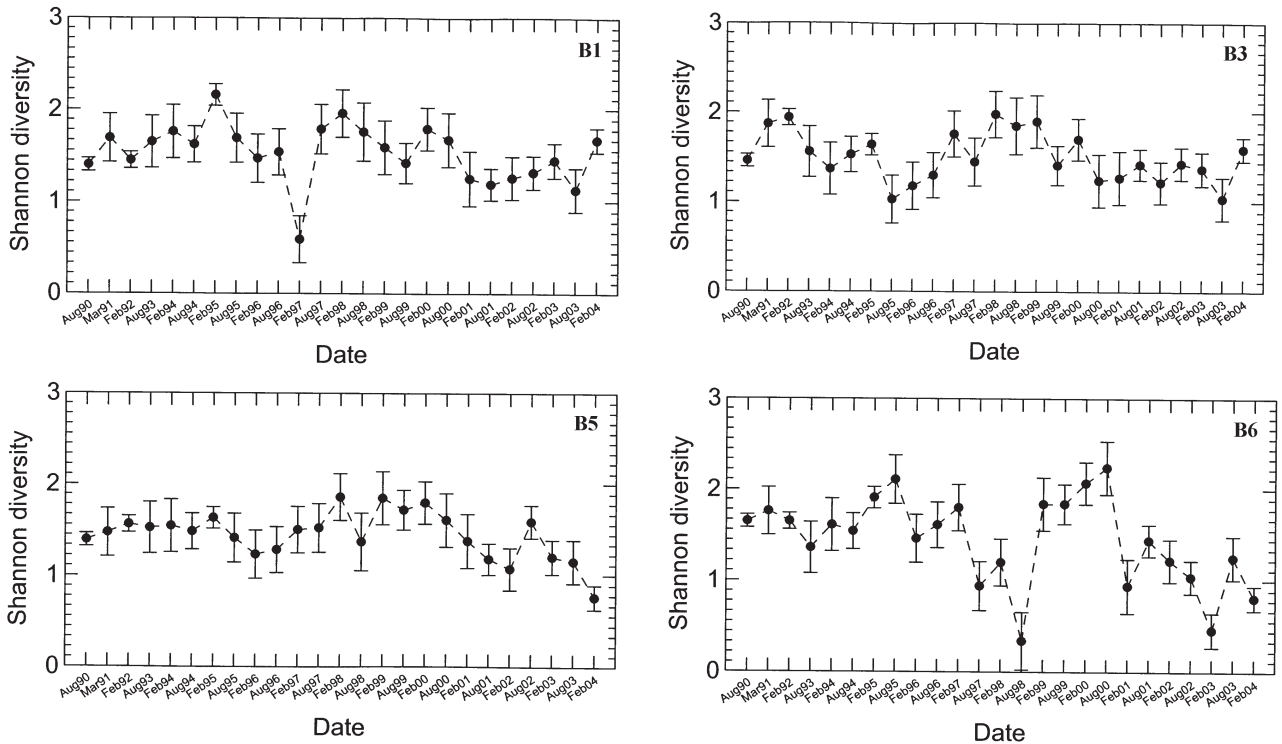 3
B1
2
Shannon diversity
1
0
Aug90 Mar91 Feb92 Aug93 Feb94 Aug94 Feb95 Aug95 Feb96 Aug96 Feb97 Aug97 Feb98 Aug98 Feb99 Aug99 Feb00 Aug00 Feb01 Aug01 Feb02 Aug02 Feb03 Aug03 Feb04
Date
3
B3
2
Shannon diversity
1
0
Aug90 Mar91 Feb92 Aug93 Feb94 Aug94 Feb95 Aug95 Feb96 Aug96 Feb97 Aug97 Feb98 Aug98 Feb99 Aug99 Feb00 Aug00 Feb01 Aug01 Feb02 Aug02 Feb03 Aug03 Feb04
Date
3
B5
2
Shannon diversity
1
0
Aug90 Mar91 Feb92 Aug93 Feb94 Aug94 Feb95 Aug95 Feb96 Aug96 Feb97 Aug97 Feb98 Aug98 Feb99 Aug99 Feb00 Aug00 Feb01 Aug01 Feb02 Aug02 Feb03 Aug03 Feb04
Date
3
B6
2
Shannon diversity
1
0
Aug90 Mar91 Feb92 Aug93 Feb94 Aug94 Feb95 Aug95 Feb96 Aug96 Feb97 Aug97 Feb98 Aug98 Feb99 Aug99 Feb00 Aug00 Feb01 Aug01 Feb02 Aug02 Feb03 Aug03 Feb04
Date